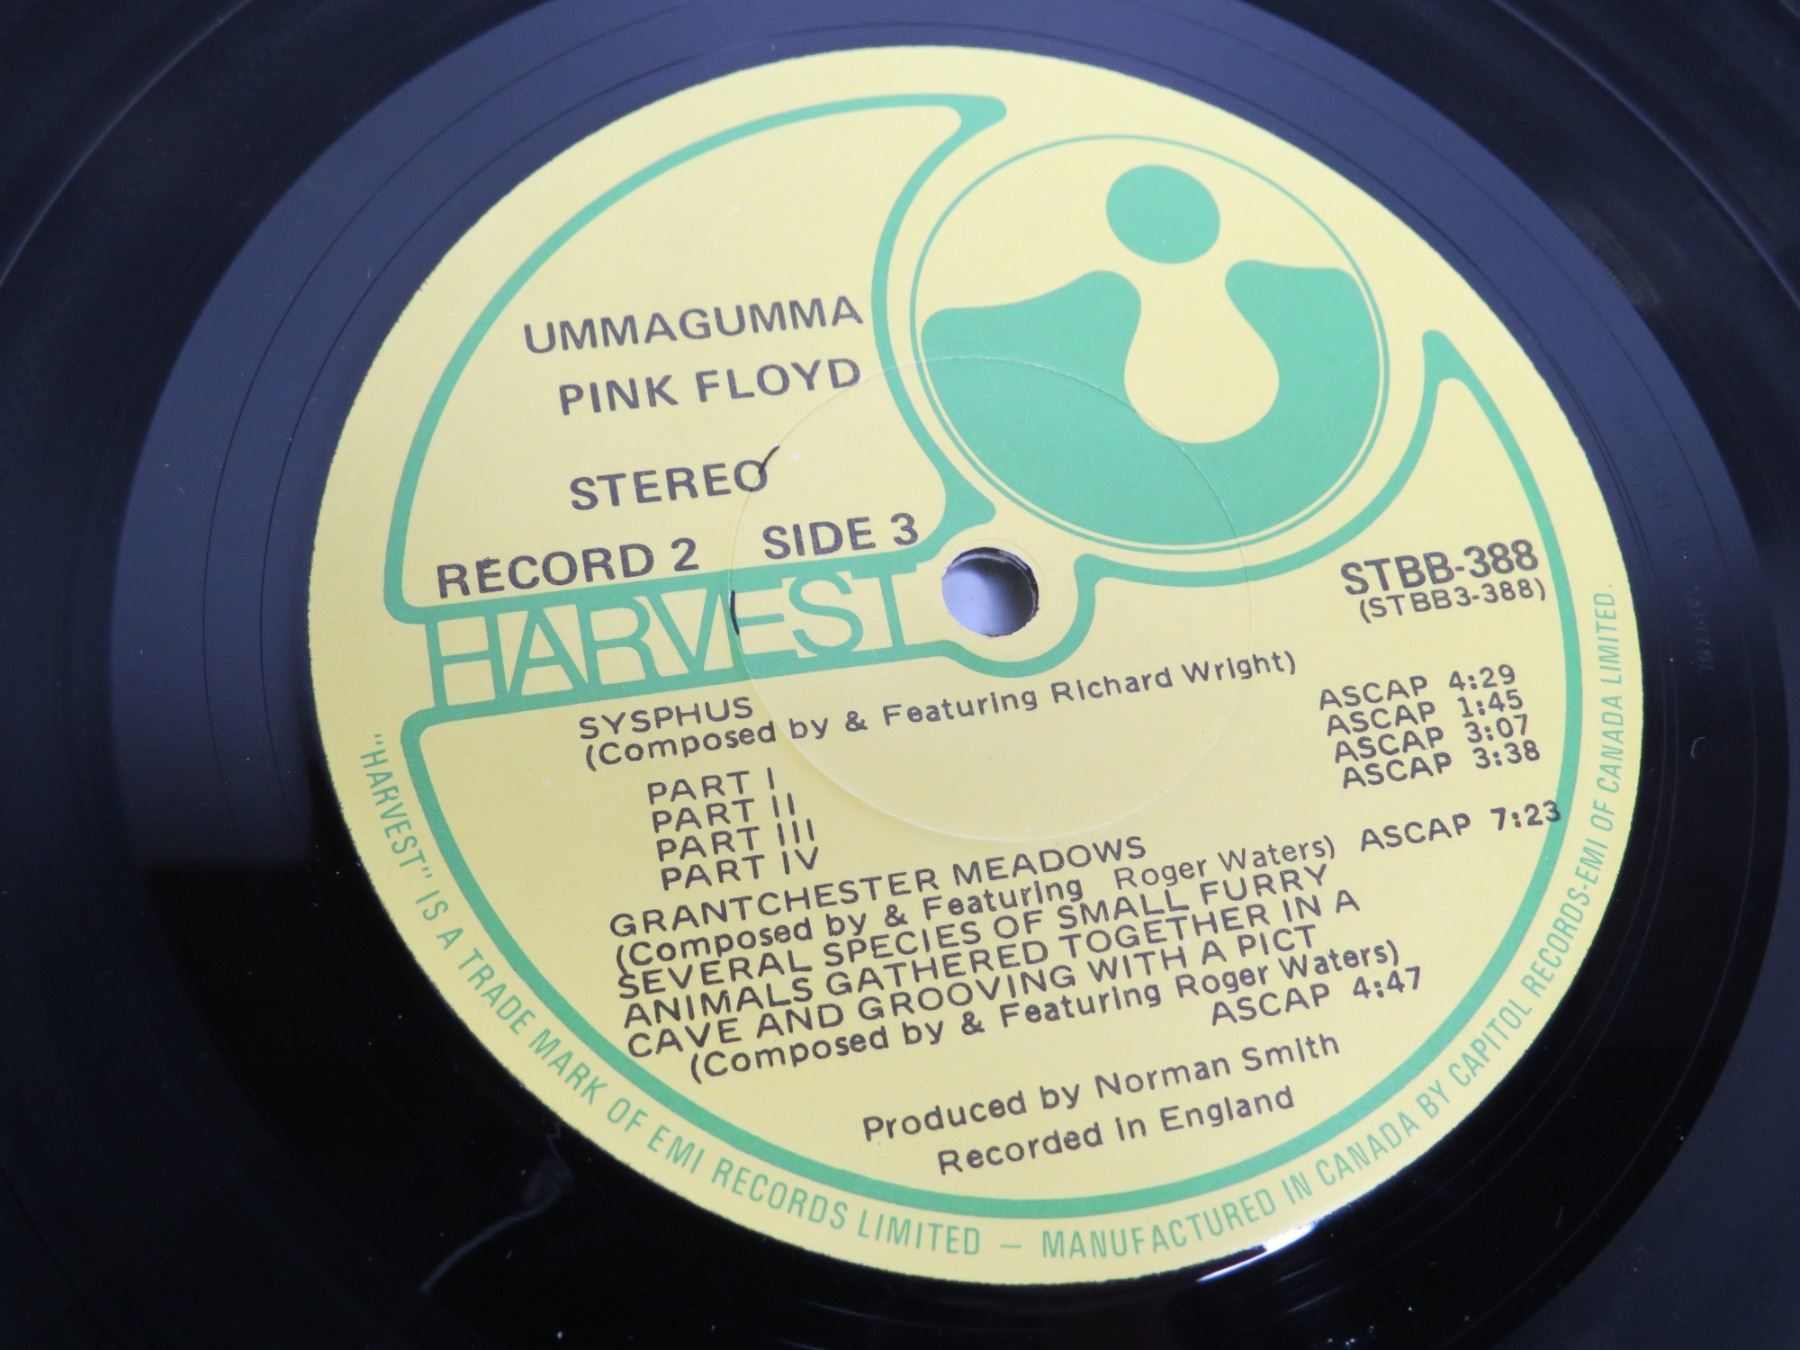 UMMAGUMMA
PINK FLOYD
STEREO
RECORD 2 SIDE 3
HARVEST
STBB-388
(STBB3-388)
SYSPHUS
(Composed by & Featuring Richard Wright)
PART I ASCAP 4:29
PART II ASCAP 1:45
PART III ASCAP 3:07
PART IV ASCAP 3:38
GRANTCHESTER MEADOWS
(Composed by & Featuring Roger Waters) ASCAP 7:23
SEVERAL SPECIES OF SMALL FURRY
ANIMALS GATHERED TOGETHER IN A
CAVE AND GROOVING WITH A PICT
(Composed by & Featuring Roger Waters)
ASCAP 4:47
Produced by Norman Smith
Recorded in England
"HARVEST" IS A TRADE MARK OF EMI RECORDS LIMITED — MANUFACTURED IN CANADA BY CAPITOL RECORDS-EMI OF CANADA LIMITED.